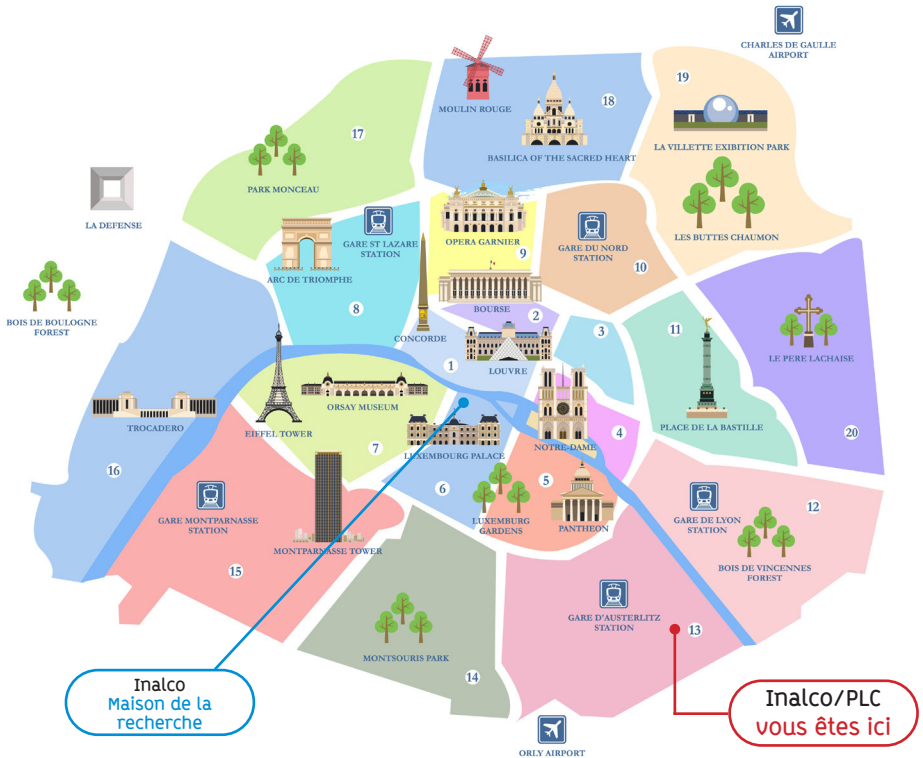 CHARLES DE GAULLE
AIRPORT
19
MOULIN ROUGE
18
17
BASILICA OF THE SACRED HEART
LA VILLETTE EXIBITION PARK
PARK MONCEAU
LA DEFENSE
GARE ST LAZARE
STATION
OPERA GARNIER
9
GARE DU NORD
STATION
10
LES BUTTES CHAUMON
ARC DE TRIOMPHE
8
BOURSE
2
3
11
BOIS DE BOULOGNE
FOREST
CONCORDE
1
LOUVRE
LE PERE LACHAISE
ORSAY MUSEUM
TROCADERO
EIFFEL TOWER
7
LUXEMBOURG PALACE
NOTRE-DAME
4
PLACE DE LA BASTILLE
20
16
6
5
LUXEMBURG
GARDENS
PANTHEON
GARE MONTPARNASSE
STATION
MONTPARNASSE TOWER
15
GARE DE LYON
STATION
12
BOIS DE VINCENNES
FOREST
GARE D'AUSTERLITZ
STATION
13
MONTSOURIS PARK
14
Inalco
Maison de la
recherche
Inalco/PLC
vous êtes ici
ORLY AIRPORT